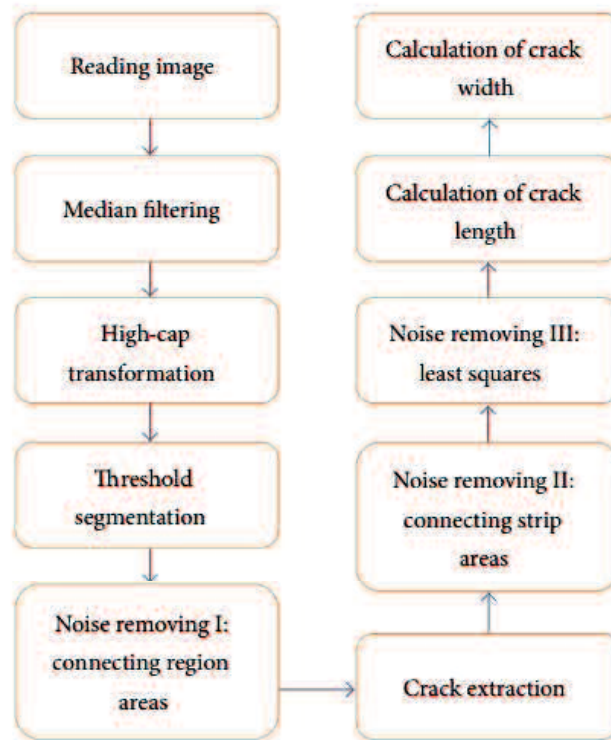 Reading image
Median filtering
High-cap
transformation
Threshold
segmentation
Noise removing I:
connecting region
areas
Crack extraction
Noise removing II:
connecting strip
areas
Noise removing III:
least squares
Calculation of crack
length
Calculation of crack
width